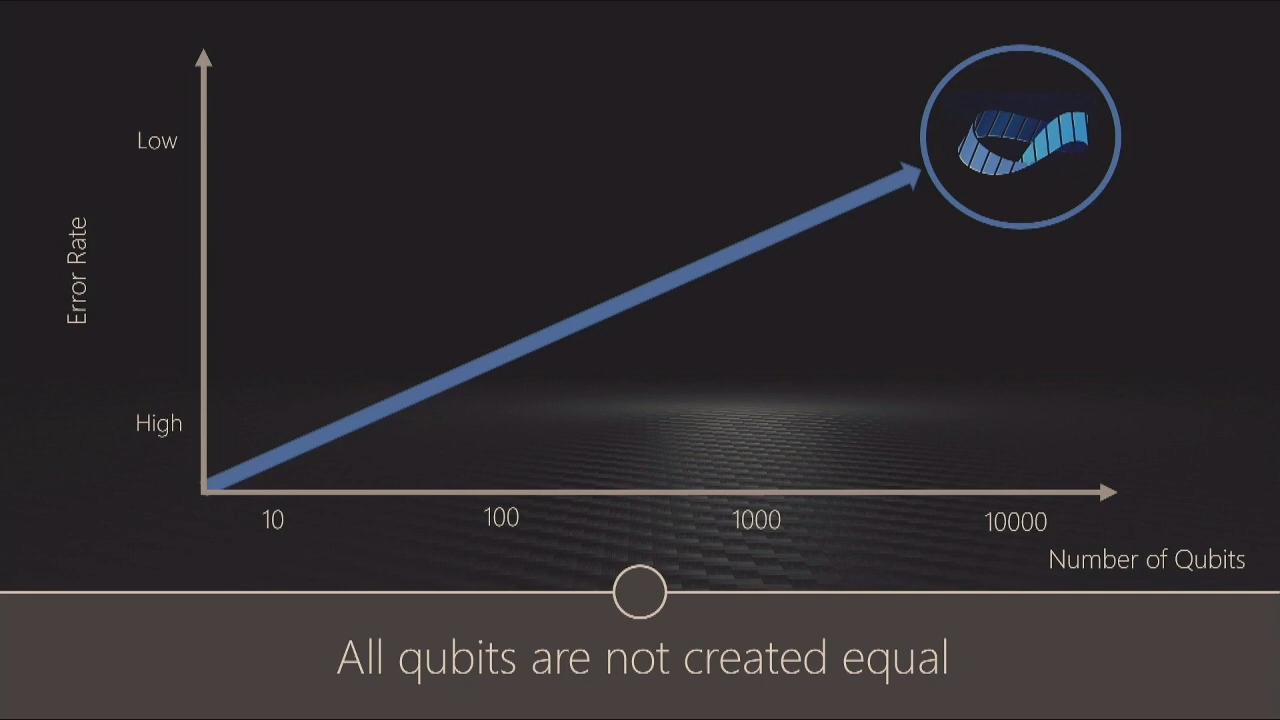 Low
Error Rate
High
10
100
1000
10000
Number of Qubits
All qubits are not created equal